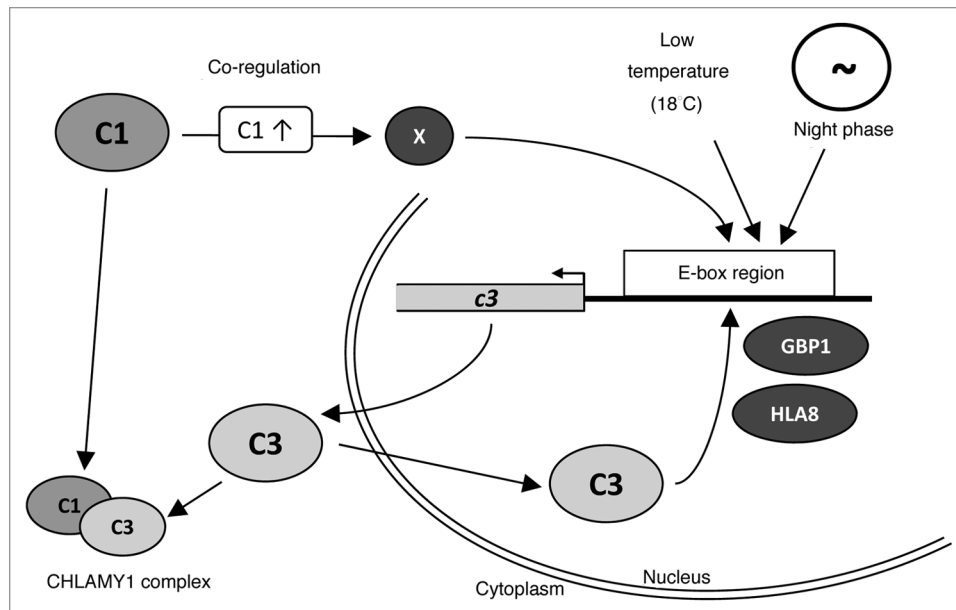 Co-regulation
C1
C1 ↑
X
Low
temperature
(18°C)
~
Night phase
E-box region
c3
GBP1
HLA8
C3
C3
C1
C3
CHLAMY1 complex
Cytoplasm
Nucleus